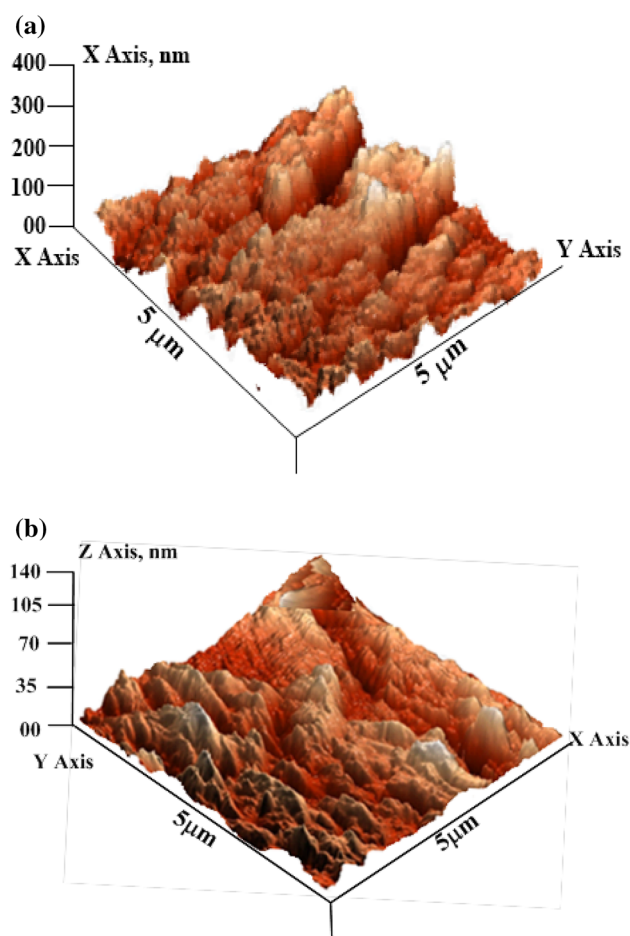 (a)
X Axis, nm
400
300
200
100
00
X Axis
Y Axis
5 μm
5 μm
(b)
Z Axis, nm
140
105
70
35
00
Y Axis
X Axis
5μm
5μm